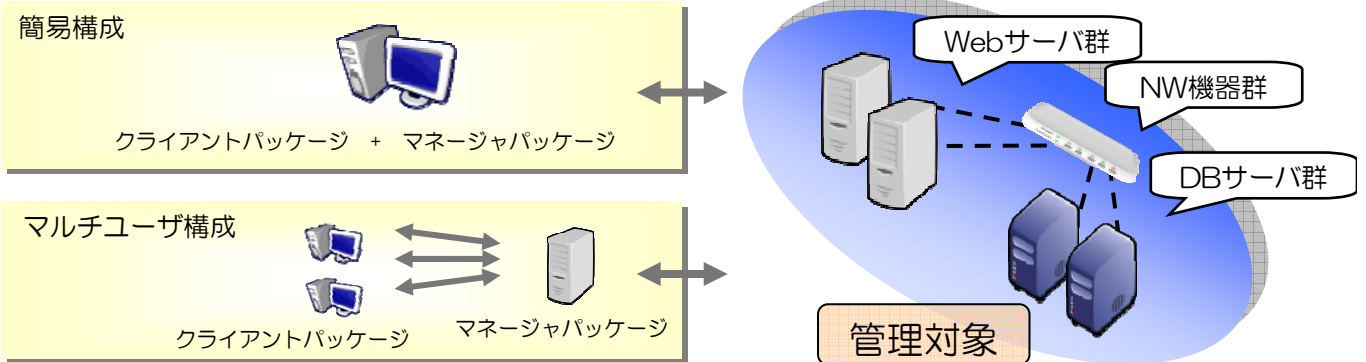 簡易構成
クライアントパッケージ + マネージャパッケージ
マルチユーザ構成
クライアントパッケージ
マネージャパッケージ
Webサーバ群
NW機器群
DBサーバ群
管理対象